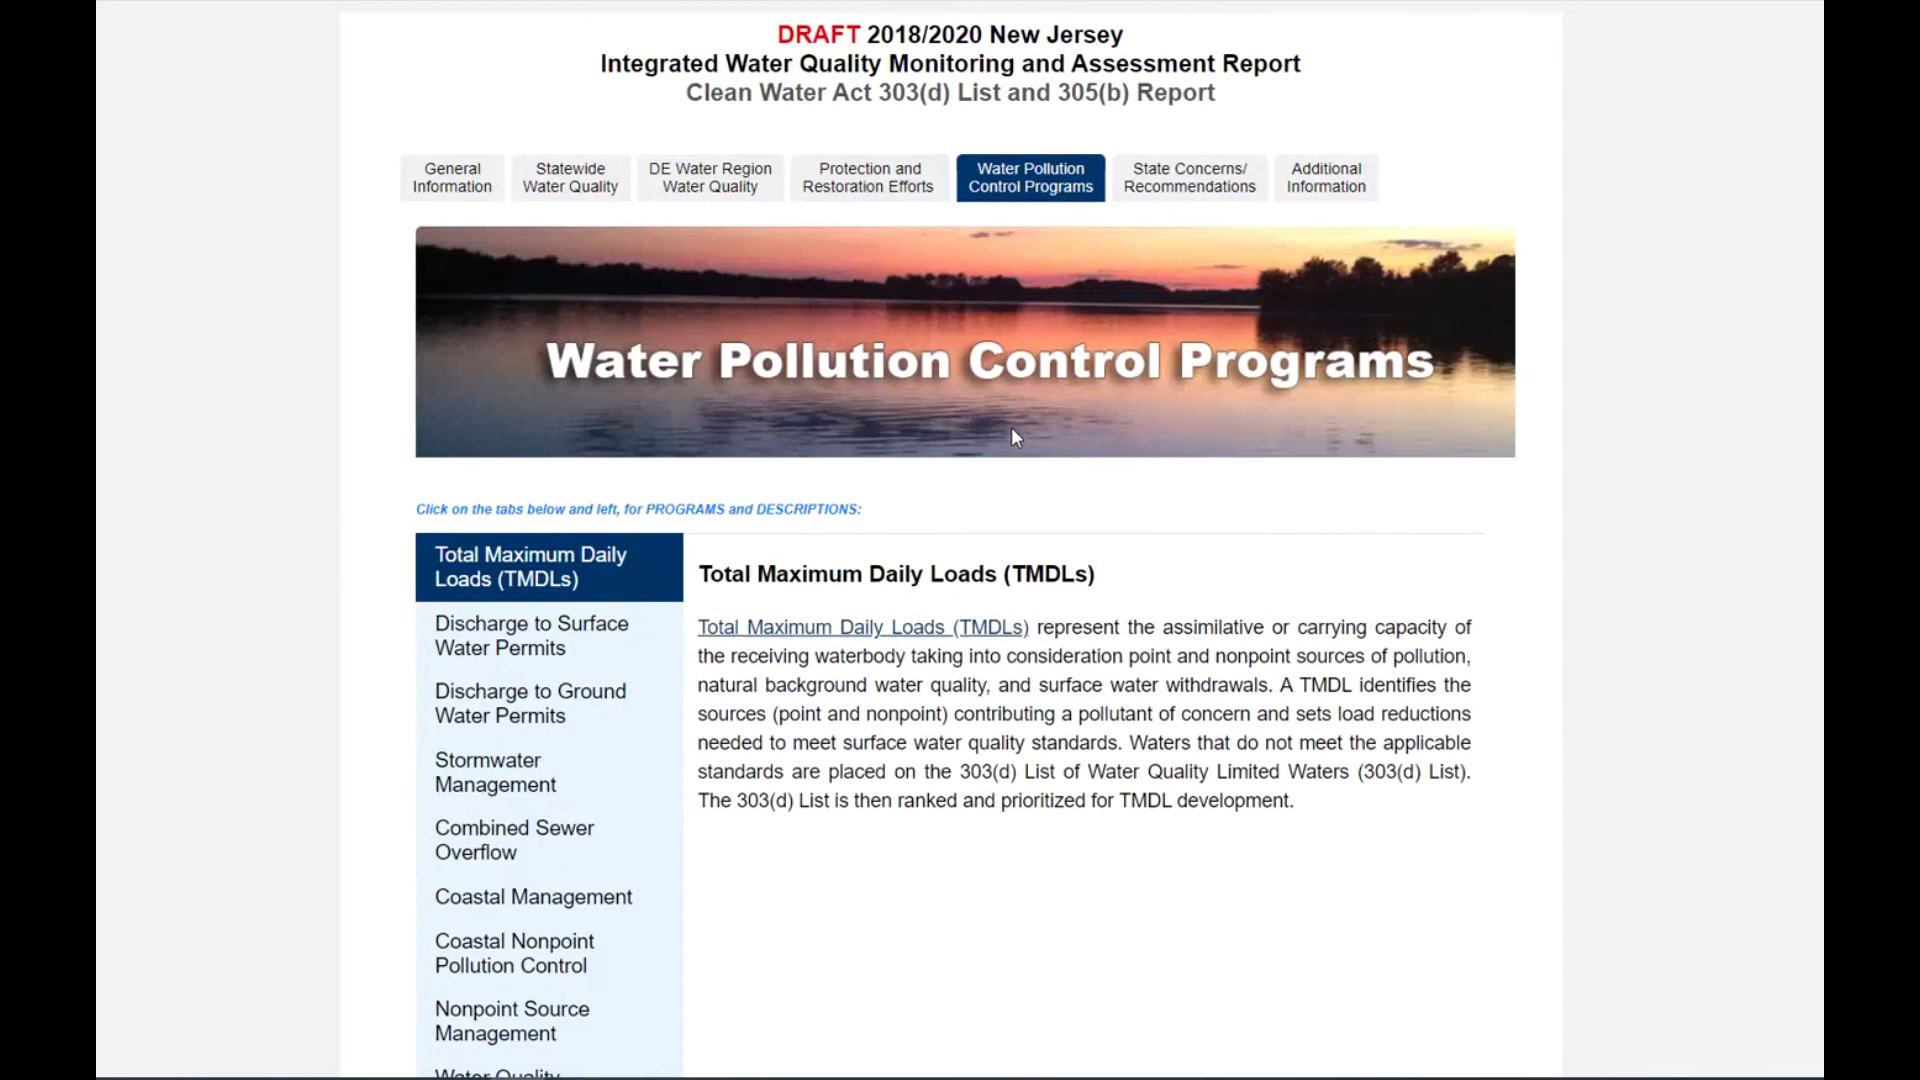 DRAFT 2018/2020 New Jersey
Integrated Water Quality Monitoring and Assessment Report
Clean Water Act 303(d) List and 305(b) Report
General
Information
Statewide
Water Quality
DE Water Region
Water Quality
Protection and
Restoration Efforts
Water Pollution
Control Programs
State Concerns/
Recommendations
Additional
Information
Water Pollution Control Programs
Click on the tabs below and left, for PROGRAMS and DESCRIPTIONS:
Total Maximum Daily
Loads (TMDLs)
Discharge to Surface
Water Permits
Discharge to Ground
Water Permits
Stormwater
Management
Combined Sewer
Overflow
Coastal Management
Coastal Nonpoint
Pollution Control
Nonpoint Source
Management
Water Quality
Total Maximum Daily Loads (TMDLs)
Total Maximum Daily Loads (TMDLs) represent the assimilative or carrying capacity of
the receiving waterbody taking into consideration point and nonpoint sources of pollution,
natural background water quality, and surface water withdrawals. A TMDL identifies the
sources (point and nonpoint) contributing a pollutant of concern and sets load reductions
needed to meet surface water quality standards. Waters that do not meet the applicable
standards are placed on the 303(d) List of Water Quality Limited Waters (303(d) List).
The 303(d) List is then ranked and prioritized for TMDL development.